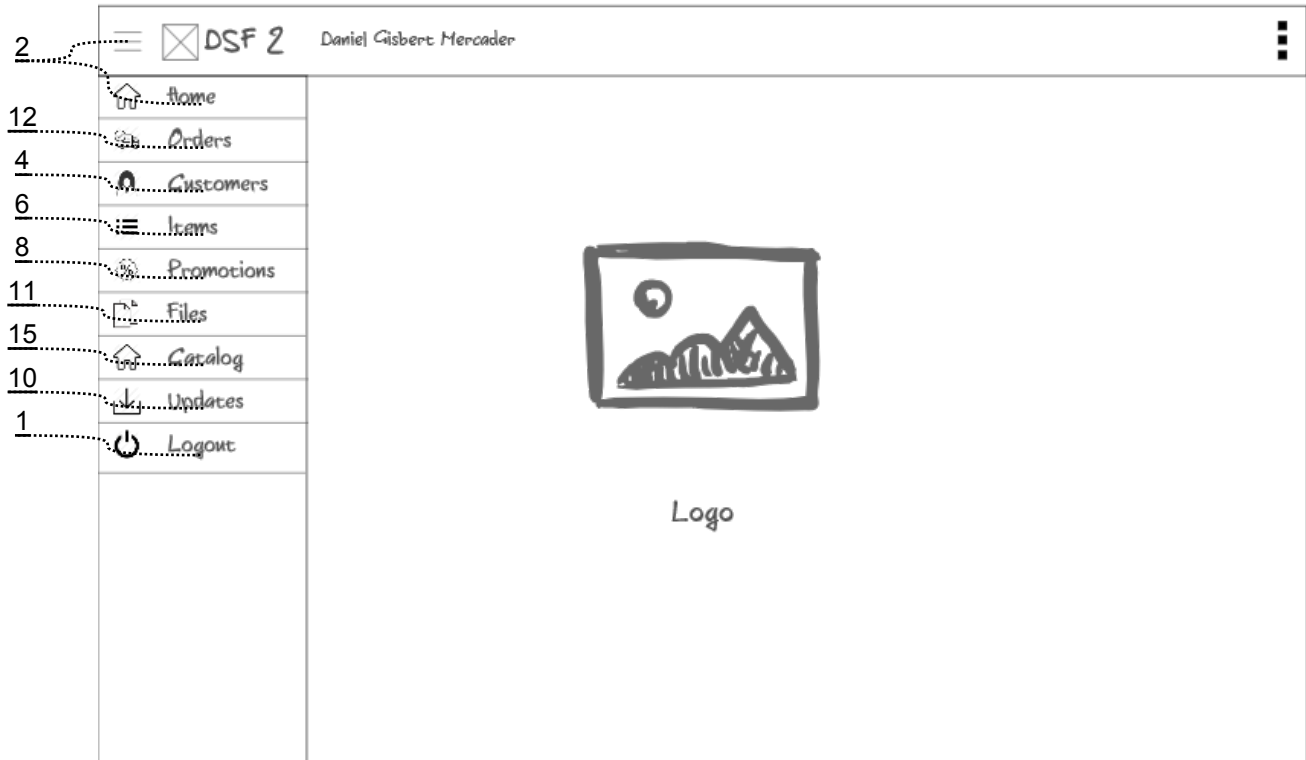 DSF 2 Daniel Gisbert Mercader
2 Home
12 Orders
4 Customers
6 Items
8 Promotions
11 Files
15 Catalog
10 Updates
1 Logout
Logo